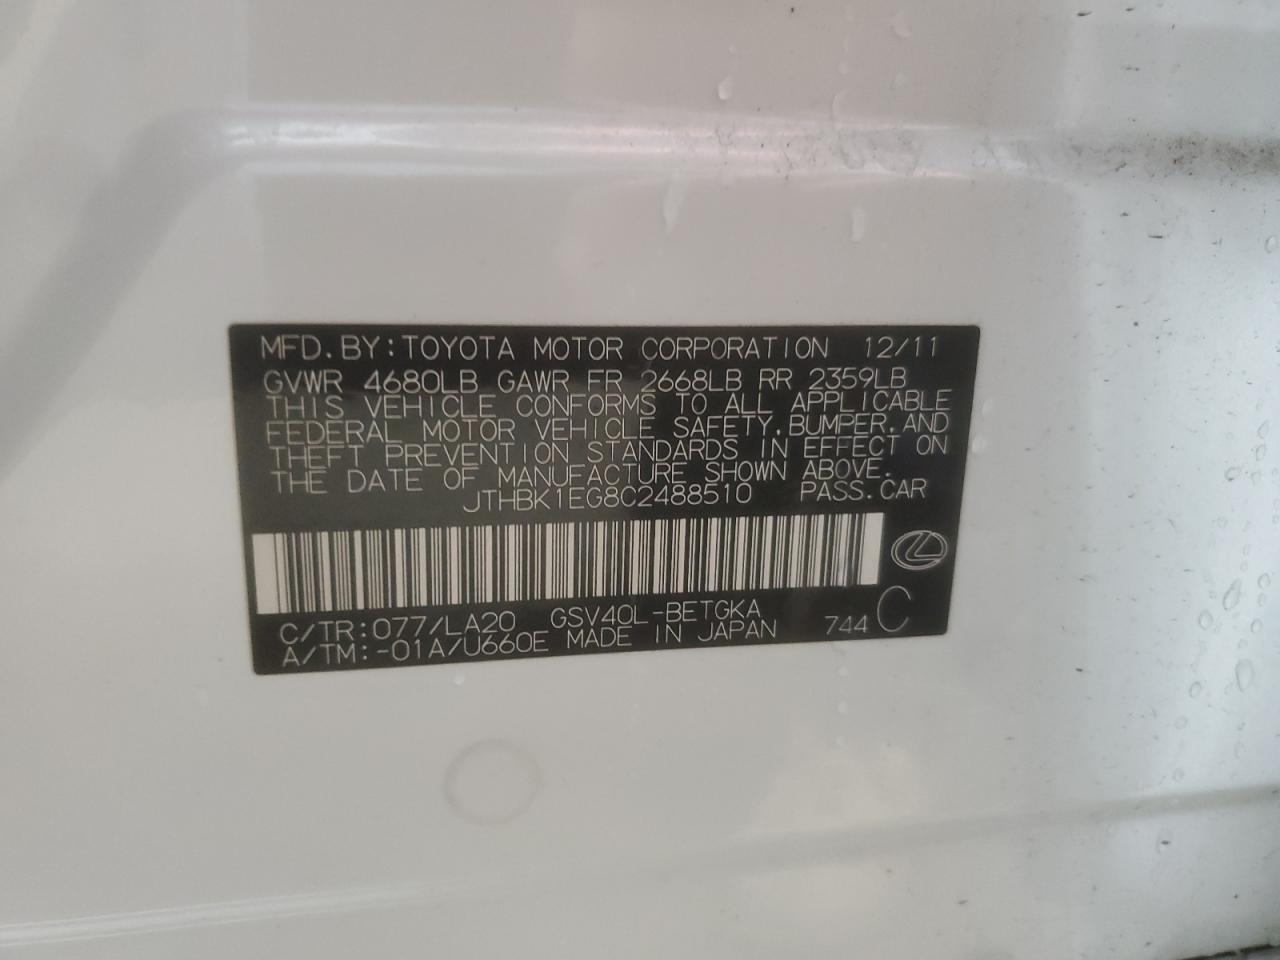 MFD.BY:TOYOTA MOTOR CORPORATION 12/11
GVWR 4680LB GAWR FR 2668LB RR 2359LB
THIS VEHICLE CONFORMS TO ALL APPLICABLE
FEDERAL MOTOR VEHICLE SAFETY,BUMPER,AND
THEFT PREVENTION STANDARDS IN EFFECT ON
THE DATE OF MANUFACTURE SHOWN ABOVE.
JTHBK1EG8C2488510 PASS.CAR
C/TR:077/LA20 GSV40L-BETGKA
A/TM:-01A/U660E MADE IN JAPAN 744 C